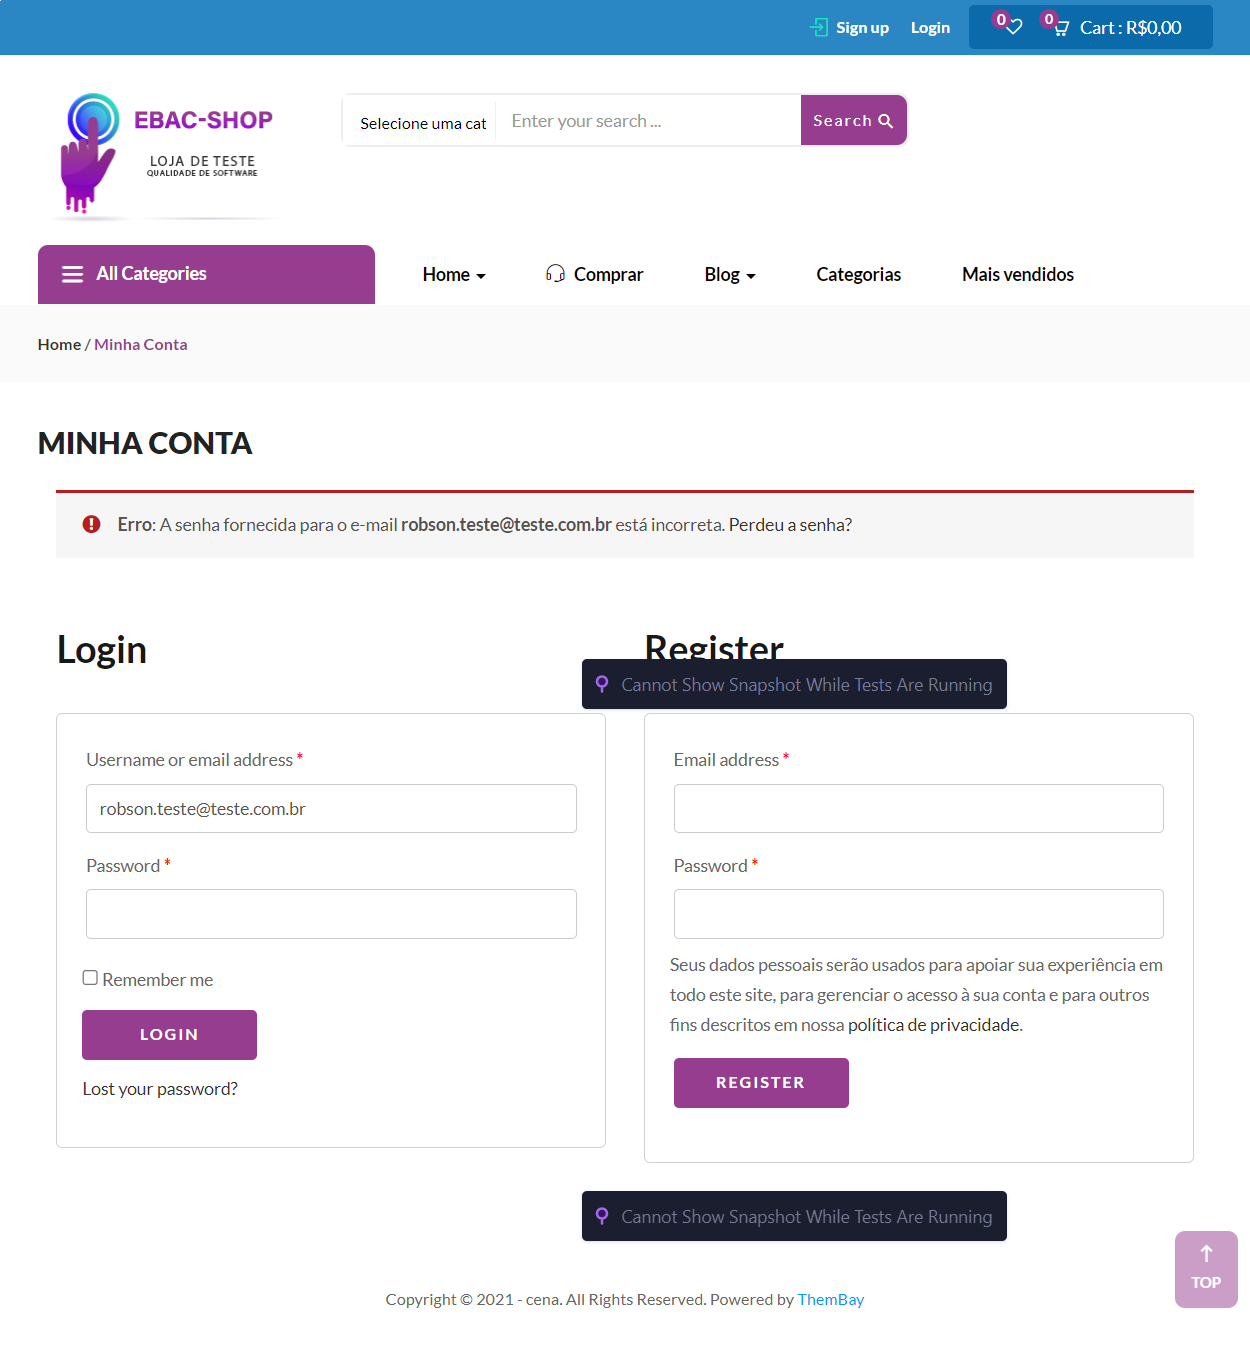 Sign up
Login
0
0
Cart : R$0,00
EBAC-SHOP
LOJA DE TESTE
QUALIDADE DE SOFTWARE
Selecione uma cat
Enter your search ...
Search
All Categories
Home
Comprar
Blog
Categorias
Mais vendidos
Home / Minha Conta
MINHA CONTA
Erro: A senha fornecida para o e-mail robson.teste@teste.com.br está incorreta. Perdeu a senha?
Login
Register
Cannot Show Snapshot While Tests Are Running
Username or email address *
robson.teste@teste.com.br
Password *
Remember me
LOGIN
Lost your password?
Email address *
Password *
Seus dados pessoais serão usados para apoiar sua experiência em
todo este site, para gerenciar o acesso à sua conta e para outros
fins descritos em nossa política de privacidade.
REGISTER
Cannot Show Snapshot While Tests Are Running
TOP
Copyright © 2021 - cena. All Rights Reserved. Powered by ThemBay